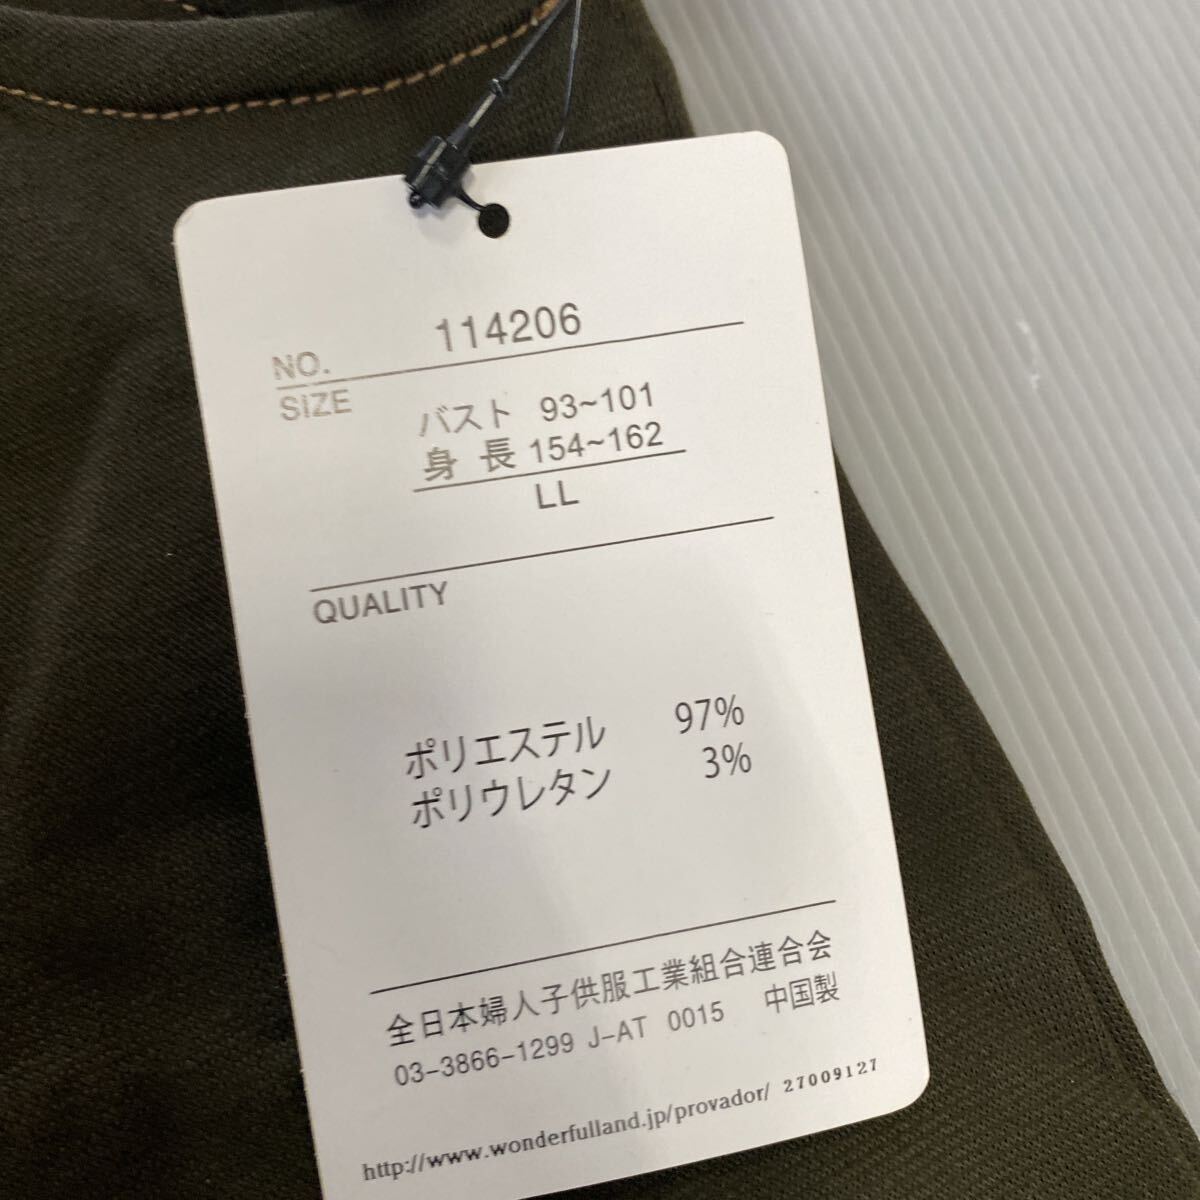 NO. 114206
SIZE
バスト 93~101
身長 154~162
LL
QUALITY
ポリエステル 97%
ポリウレタン 3%
全日本婦人子供服工業組合連合会
03-3866-1299 J-AT 0015 中国製
http://www.wonderfulland.jp/provador/ 27009127